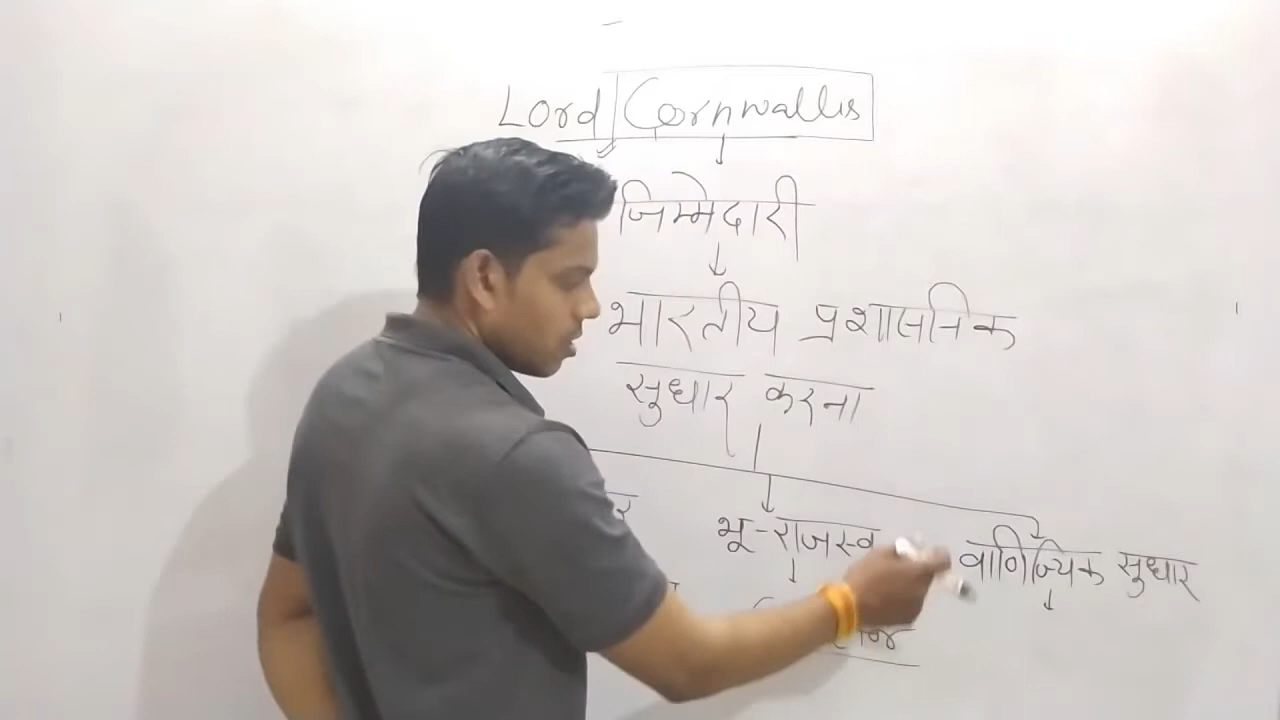 Lord Cornwallis
जिम्मेदारी
भारतीय प्रशासनिक
सुधार करना
भू-राजस्व वाणिज्यिक सुधार